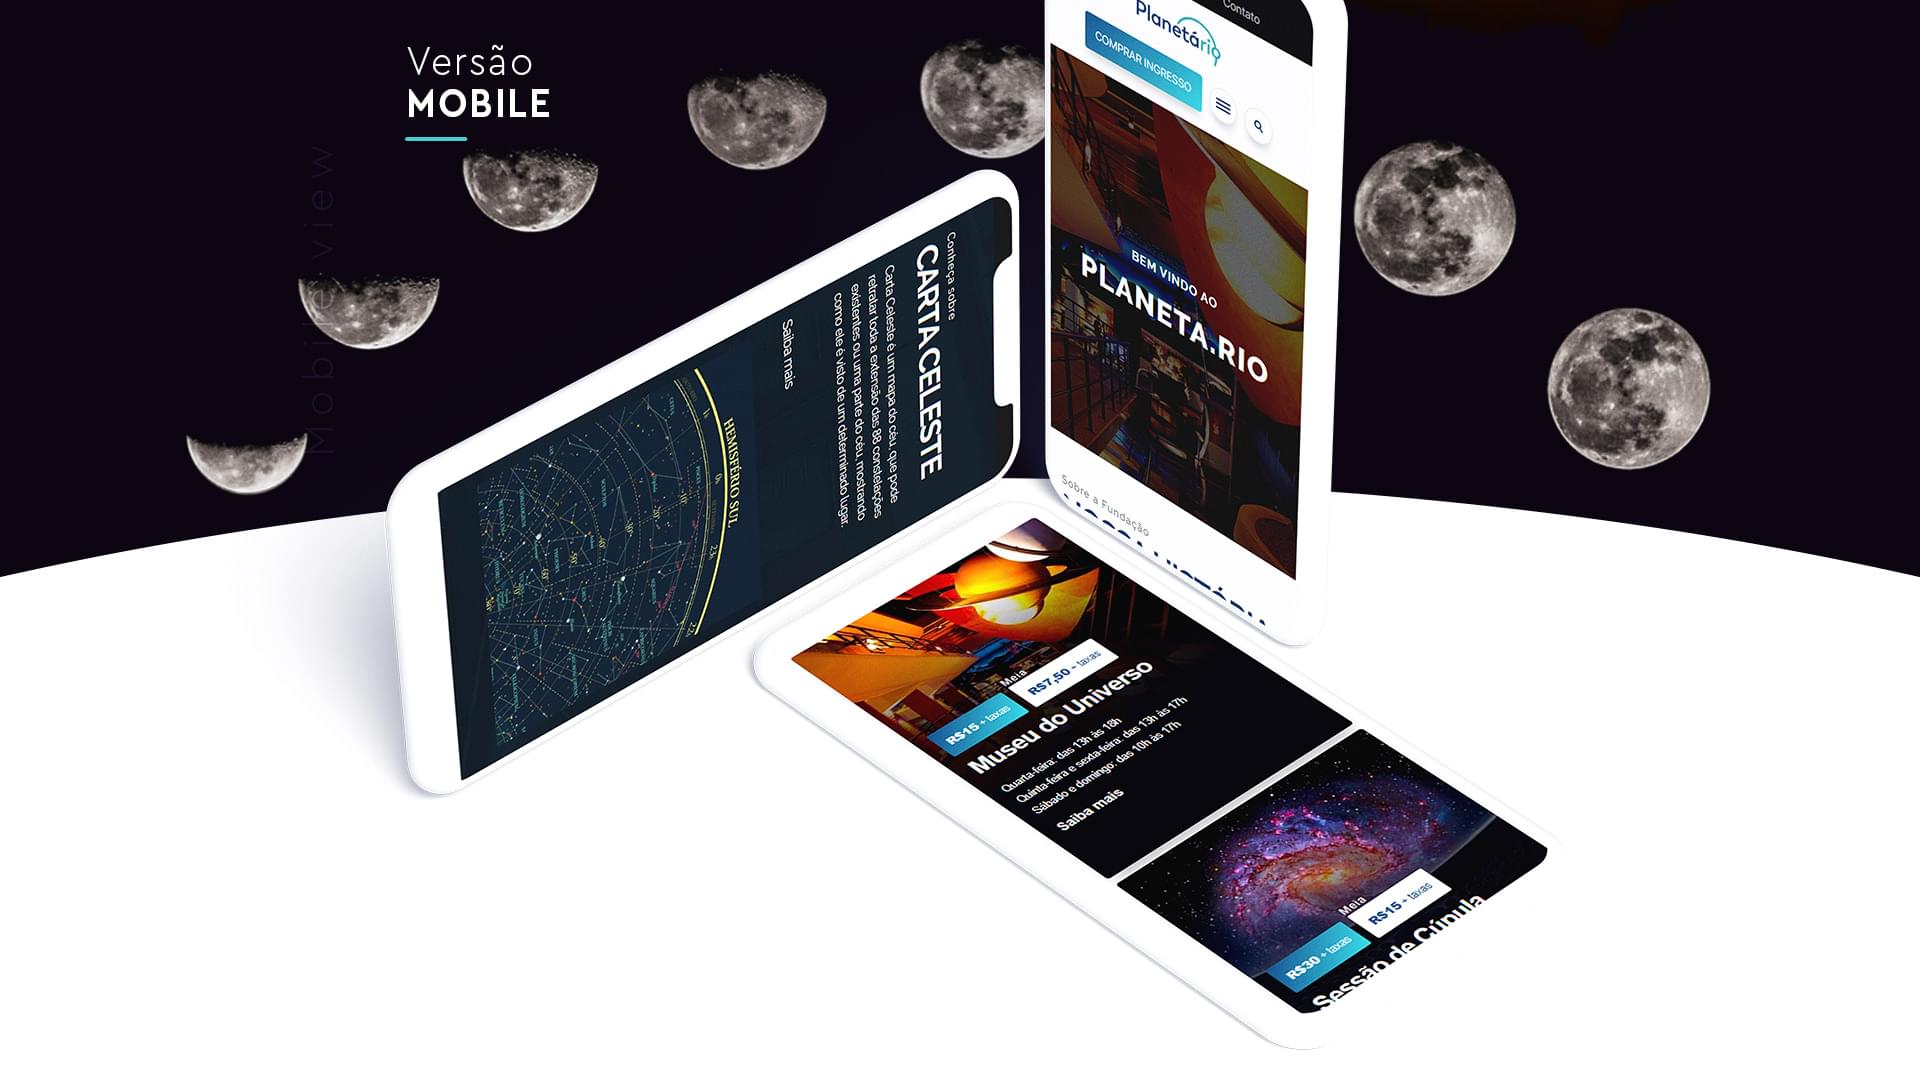 Versão
MOBILE
Mobile view
Conheça sobre
CARTA CELESTE
Carta Celeste é um mapa do céu, que pode
retratar toda a extensão das 88 constelações
existentes ou uma parte do céu, mostrando
como ele é visto de um determinado lugar.
Saiba mais
HEMISFÉRIO SUL
Contato
Planetário
COMPRAR INGRESSO
BEM VINDO AO
PLANETA.RIO
Sobre a Fundação
Meia
R$15 + taxas
R$7,50 + taxas
Museu do Universo
Quarta-feira: das 13h às 18h
Quinta-feira e sexta-feira: das 13h às 17h
Sábado e domingo: das 10h às 17h
Saiba mais
Meia
R$30 + taxas
R$15 + taxas
Sessão de Cúpula